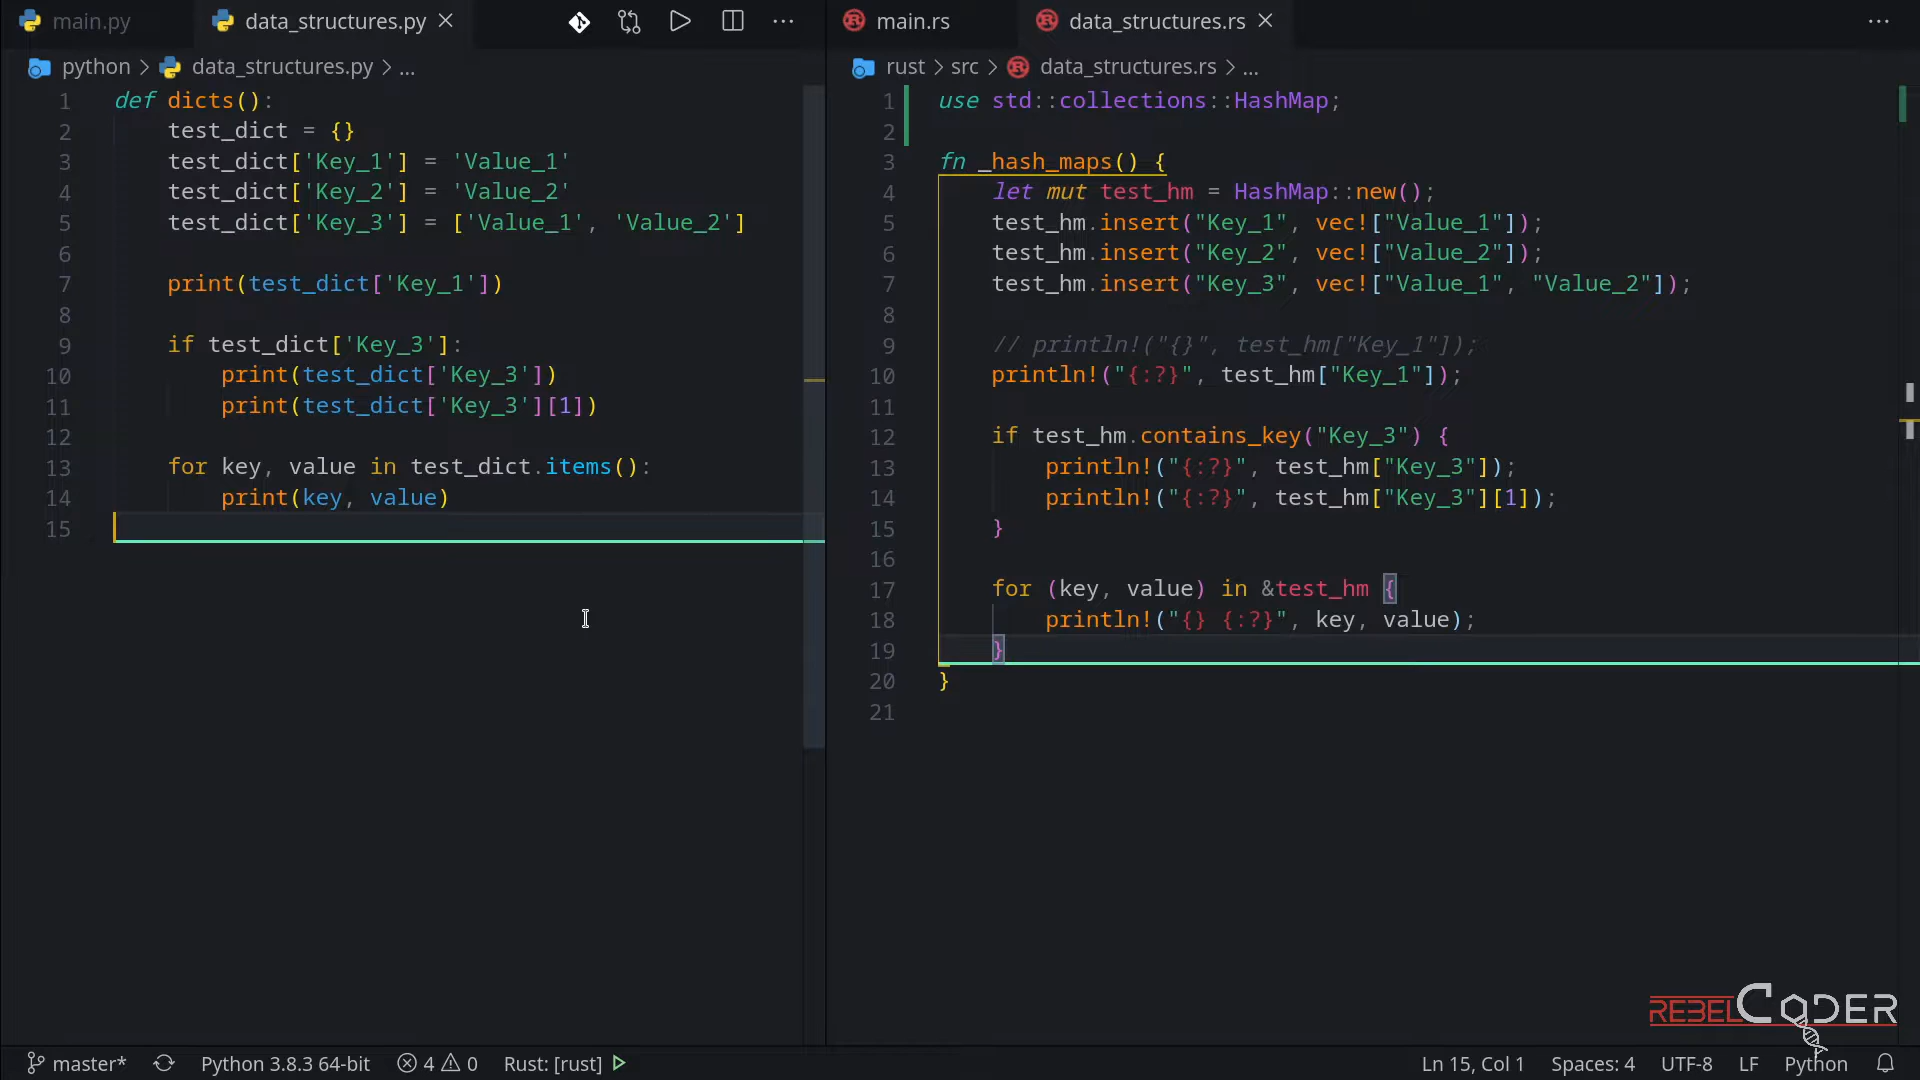 main.py
data_structures.py
python > data_structures.py > ...
1 def dicts():
2     test_dict = {}
3     test_dict['Key_1'] = 'Value_1'
4     test_dict['Key_2'] = 'Value_2'
5     test_dict['Key_3'] = ['Value_1', 'Value_2']
6
7     print(test_dict['Key_1'])
8
9     if test_dict['Key_3']:
10         print(test_dict['Key_3'])
11         print(test_dict['Key_3'][1])
12
13     for key, value in test_dict.items():
14         print(key, value)
15
main.rs
data_structures.rs
rust > src > data_structures.rs > ...
1 use std::collections::HashMap;
2
3 fn _hash_maps() {
4     let mut test_hm = HashMap::new();
5     test_hm.insert("Key_1", vec!["Value_1"]);
6     test_hm.insert("Key_2", vec!["Value_2"]);
7     test_hm.insert("Key_3", vec!["Value_1", "Value_2"]);
8
9     // println!("{}", test_hm["Key_1"]);
10     println!("{:?}", test_hm["Key_1"]);
11
12     if test_hm.contains_key("Key_3") {
13         println!("{:?}", test_hm["Key_3"]);
14         println!("{:?}", test_hm["Key_3"][1]);
15     }
16
17     for (key, value) in &test_hm {
18         println!("{} {:?}", key, value);
19     }
20 }
21
REBELCODER
master* Python 3.8.3 64-bit 4 0 Rust: [rust] Ln 15, Col 1 Spaces: 4 UTF-8 LF Python